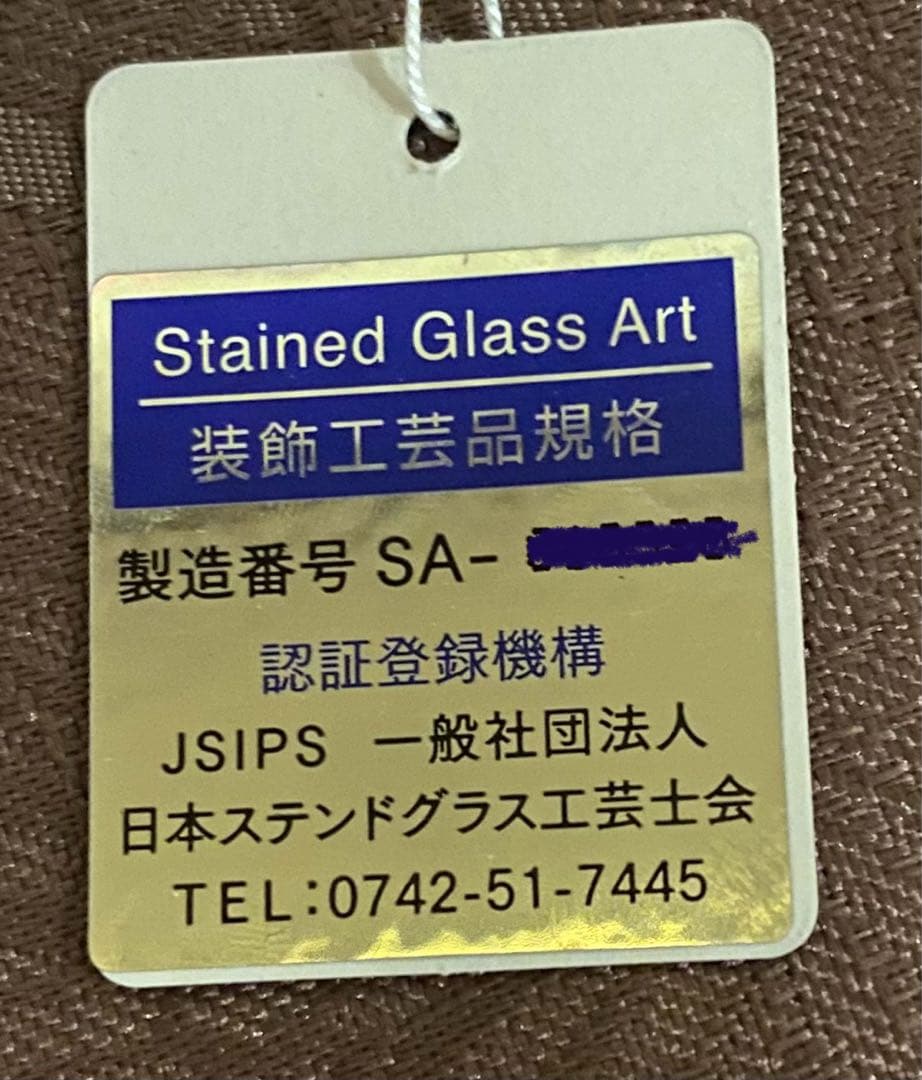 Stained Glass Art
装飾工芸品規格
製造番号 SA-
認証登録機構
JSIPS 一般社団法人
日本ステンドグラス工芸士会
TEL:0742-51-7445